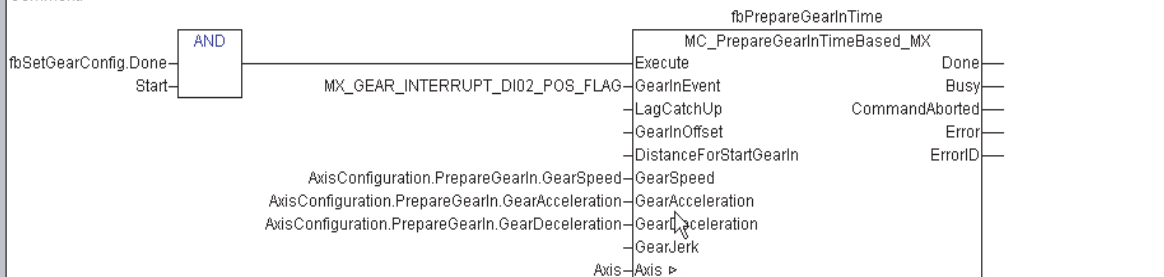 fbPrepareGearInTime
AND
MC_PrepareGearInTimeBased_MX
fbSetGearConfig.Done
Execute
Done
Start
MX_GEAR_INTERRUPT_DI02_POS_FLAG
GearInEvent
Busy
LagCatchUp
CommandAborted
GearInOffset
Error
DistanceForStartGearIn
ErrorID
AxisConfiguration.PrepareGearIn.GearSpeed
GearSpeed
AxisConfiguration.PrepareGearIn.GearAcceleration
GearAcceleration
AxisConfiguration.PrepareGearIn.GearDeceleration
GearDeceleration
GearJerk
Axis
Axis